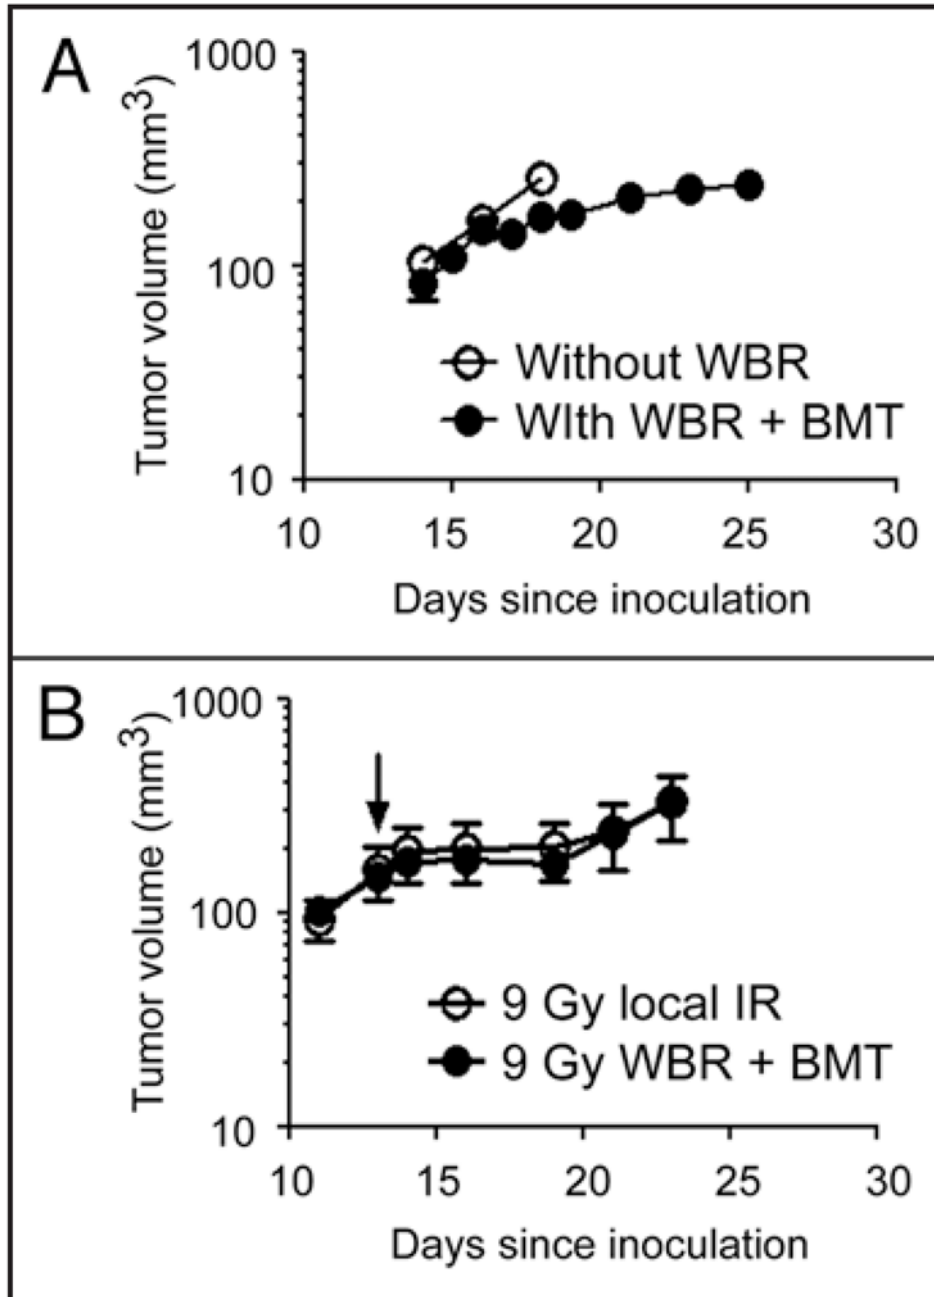 A
Tumor volume (mm³)
1000
100
10
Without WBR
WIth WBR + BMT
10 15 20 25 30
Days since inoculation
B
Tumor volume (mm³)
1000
100
10
9 Gy local IR
9 Gy WBR + BMT
10 15 20 25 30
Days since inoculation